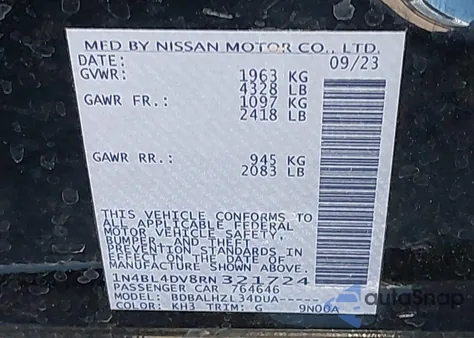 MFD BY NISSAN MOTOR CO., LTD.
DATE: 09/23
GVWR: 1963 KG
4328 LB
GAWR FR.: 1097 KG
2418 LB
GAWR RR.: 945 KG
2083 LB
THIS VEHICLE CONFORMS TO
ALL APPLICABLE FEDERAL
MOTOR VEHICLE SAFETY,
BUMPER, AND THEFT
PREVENTION STANDARDS IN
EFFECT ON THE DATE OF
MANUFACTURE SHOWN ABOVE.
1N4BL4DV8RN 321724
PASSENGER CAR 764646
MODEL: BDBALHZL34DUA------
COLOR: KH3 TRIM: G 9N00A
AutoSnap